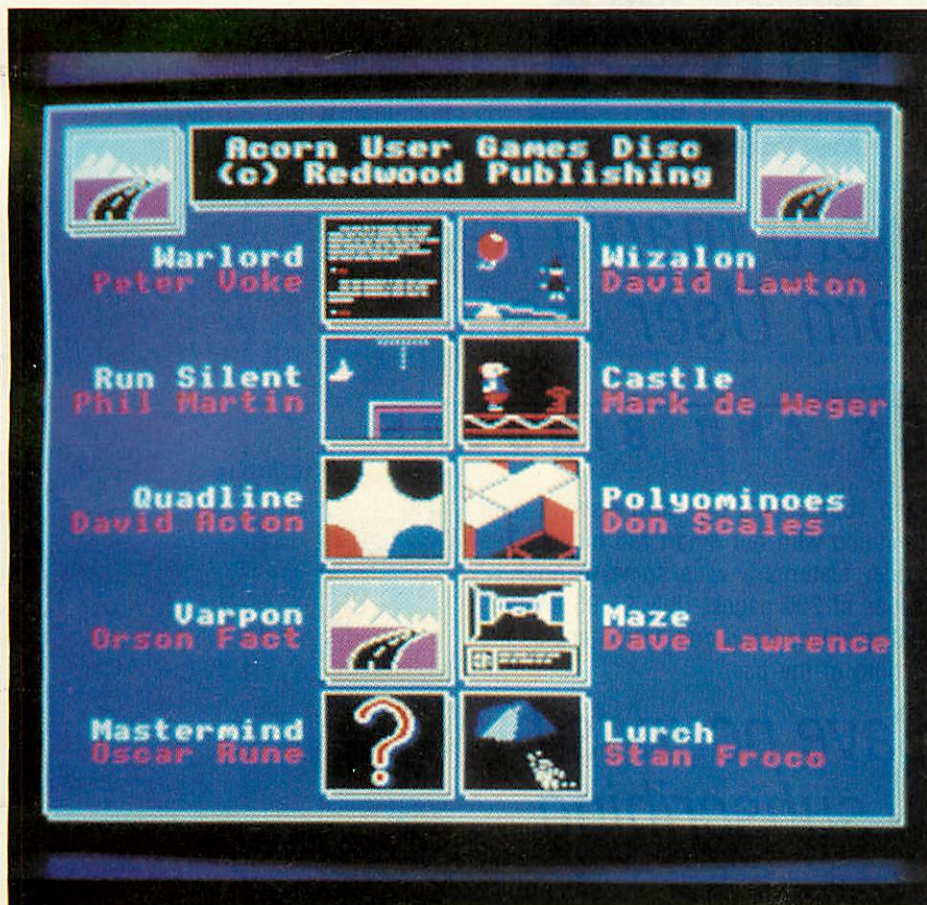 Acorn User Games Disc
(c) Redwood Publishing
Warlord
Peter Voke
Wizalon
David Lawton
Run Silent
Phil Martin
Castle
Mark de Weger
Quadline
David Acton
Polyominoes
Don Scales
Varpon
Orson Fact
Maze
Dave Lawrence
Mastermind
Oscar Rune
?
Lurch
Stan Froco